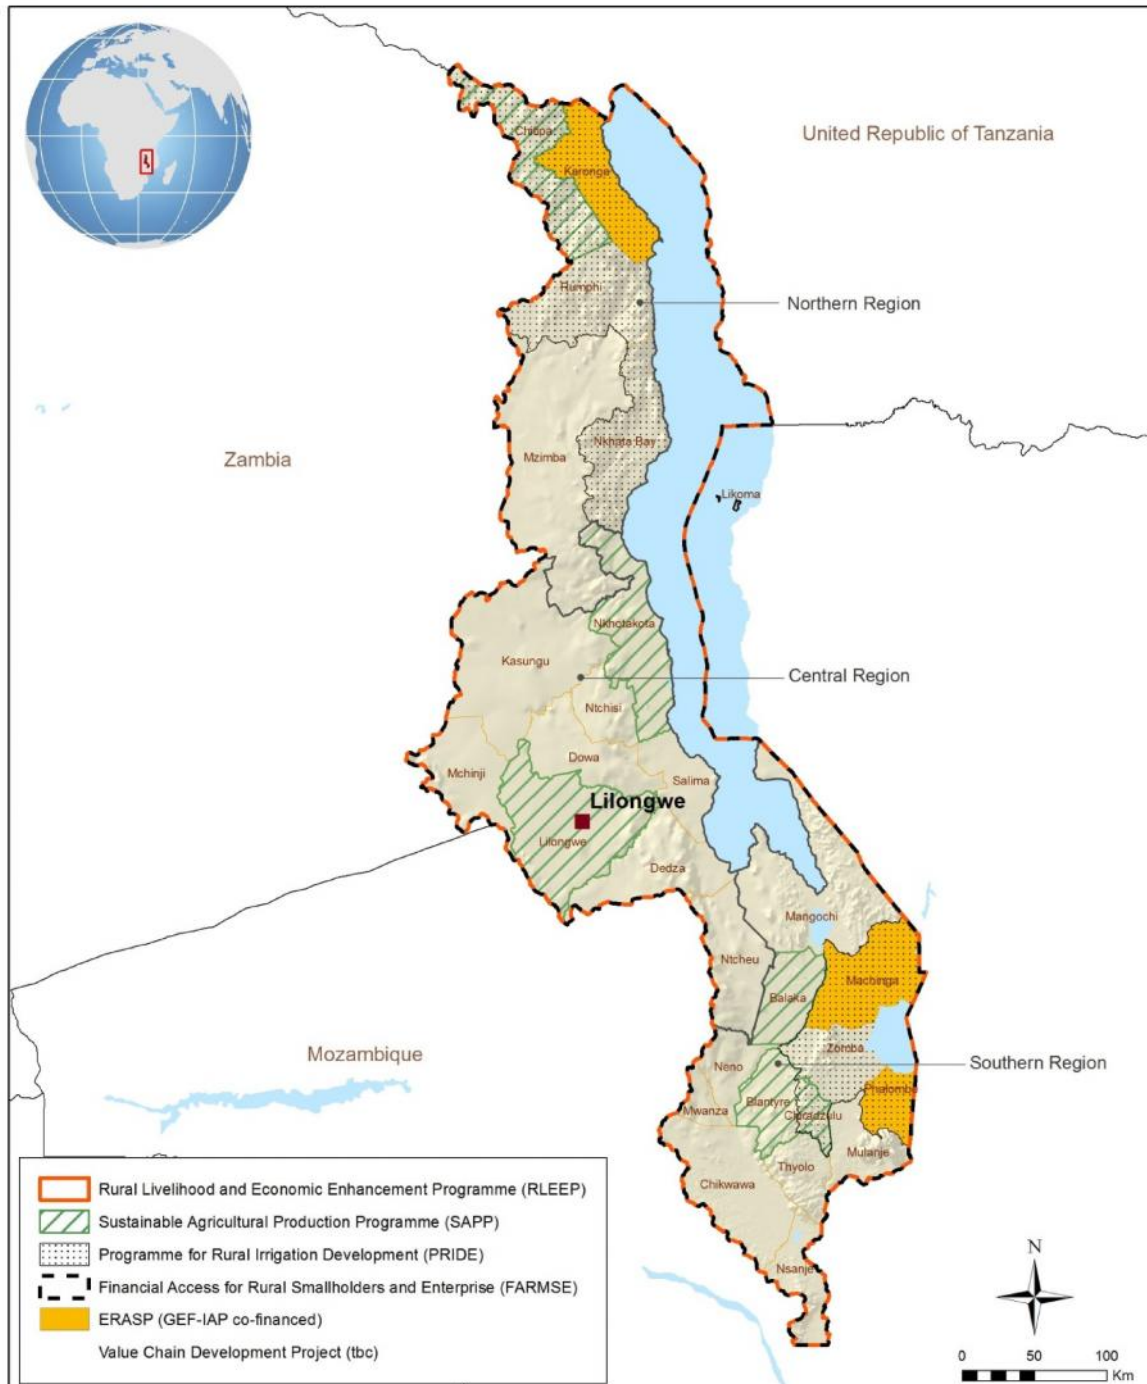 United Republic of Tanzania
Chitipa
Karonga
Rumphi
Northern Region
Nkhata Bay
Mzimba
Zambia
Likoma
Nkhotakota
Kasungu
Central Region
Ntchisi
Dowa
Mchinji
Salima
Lilongwe
Lilongwe
Dedza
Mangochi
Ntcheu
Machinga
Balaka
Mozambique
Zomba
Southern Region
Neno
Phalombe
Blantyre
Mwanza
Chiradzulu
Mulanje
Thyolo
Chikwawa
Nsanje
Rural Livelihood and Economic Enhancement Programme (RLEEP)
Sustainable Agricultural Production Programme (SAPP)
Programme for Rural Irrigation Development (PRIDE)
Financial Access for Rural Smallholders and Enterprise (FARMSE)
ERASP (GEF-IAP co-financed)
Value Chain Development Project (tbc)
N
0 50 100
Km